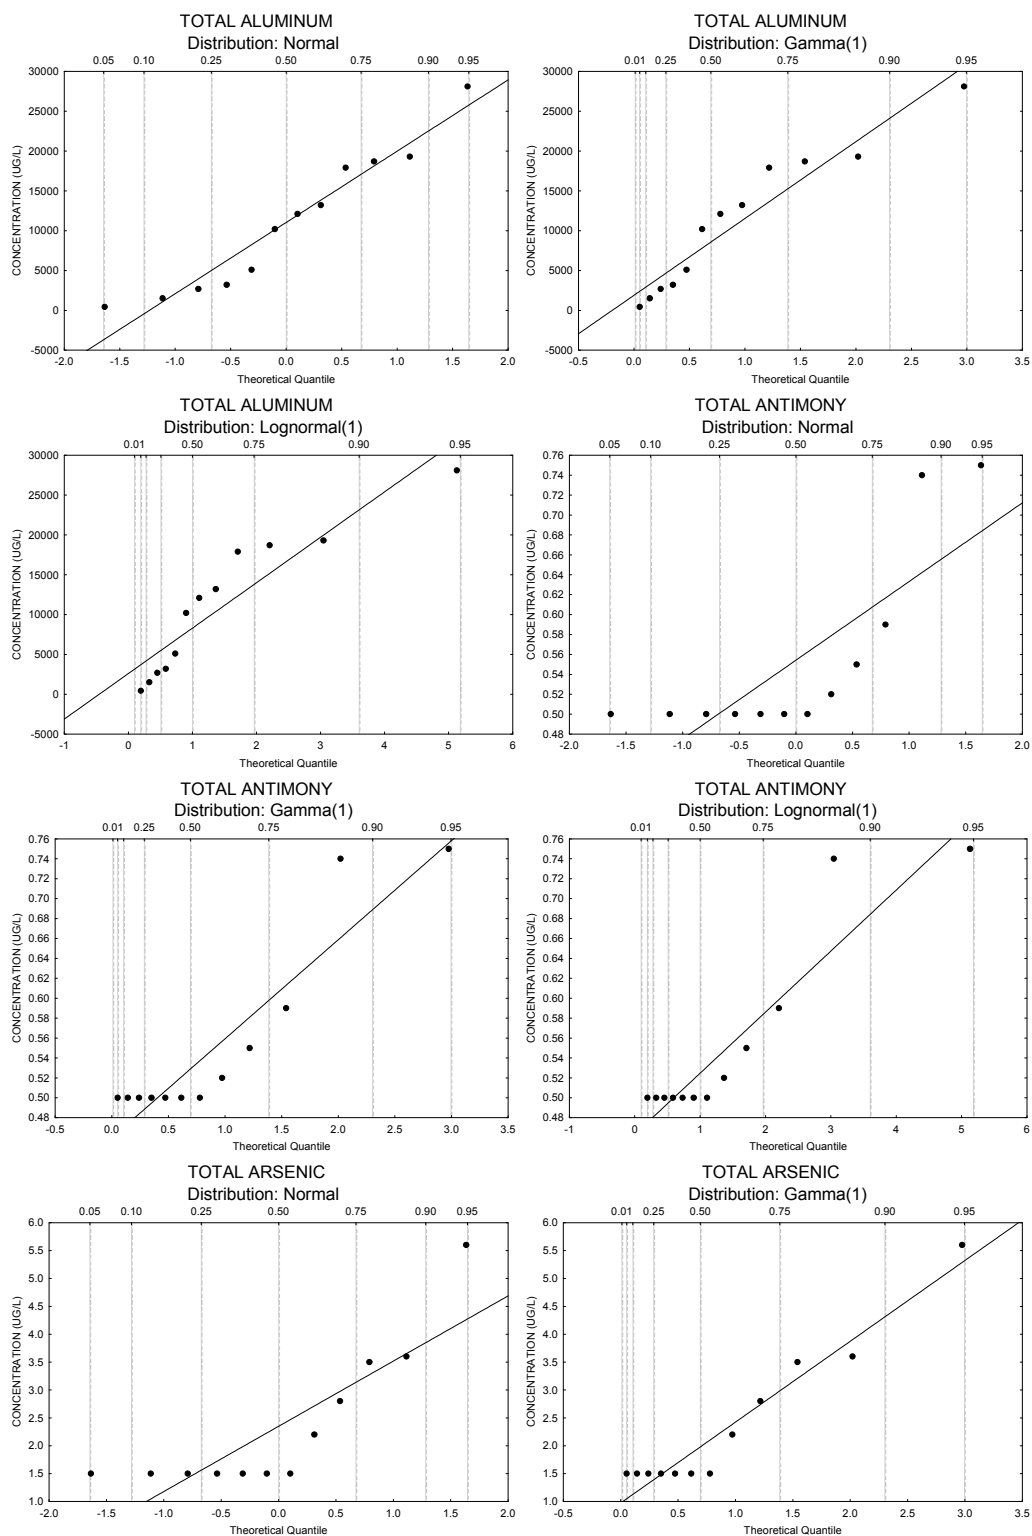 TOTAL ALUMINUM
Distribution: Normal
0.05 0.10 0.25 0.50 0.75 0.90 0.95
30000
25000
20000
15000
10000
5000
0
-5000
CONCENTRATION (UG/L)
-2.0 -1.5 -1.0 -0.5 0.0 0.5 1.0 1.5 2.0
Theoretical Quantile
TOTAL ALUMINUM
Distribution: Gamma(1)
0.01 0.25 0.50 0.75 0.90 0.95
30000
25000
20000
15000
10000
5000
0
-5000
CONCENTRATION (UG/L)
-0.5 0.0 0.5 1.0 1.5 2.0 2.5 3.0 3.5
Theoretical Quantile
TOTAL ALUMINUM
Distribution: Lognormal(1)
0.01 0.50 0.75 0.90 0.95
30000
25000
20000
15000
10000
5000
0
-5000
CONCENTRATION (UG/L)
-1 0 1 2 3 4 5 6
Theoretical Quantile
TOTAL ANTIMONY
Distribution: Normal
0.05 0.10 0.25 0.50 0.75 0.90 0.95
0.76
0.74
0.72
0.70
0.68
0.66
0.64
0.62
0.60
0.58
0.56
0.54
0.52
0.50
0.48
CONCENTRATION (UG/L)
-2.0 -1.5 -1.0 -0.5 0.0 0.5 1.0 1.5 2.0
Theoretical Quantile
TOTAL ANTIMONY
Distribution: Gamma(1)
0.01 0.25 0.50 0.75 0.90 0.95
0.76
0.74
0.72
0.70
0.68
0.66
0.64
0.62
0.60
0.58
0.56
0.54
0.52
0.50
0.48
CONCENTRATION (UG/L)
-0.5 0.0 0.5 1.0 1.5 2.0 2.5 3.0 3.5
Theoretical Quantile
TOTAL ANTIMONY
Distribution: Lognormal(1)
0.01 0.50 0.75 0.90 0.95
0.76
0.74
0.72
0.70
0.68
0.66
0.64
0.62
0.60
0.58
0.56
0.54
0.52
0.50
0.48
CONCENTRATION (UG/L)
-1 0 1 2 3 4 5 6
Theoretical Quantile
TOTAL ARSENIC
Distribution: Normal
0.05 0.10 0.25 0.50 0.75 0.90 0.95
6.0
5.5
5.0
4.5
4.0
3.5
3.0
2.5
2.0
1.5
1.0
CONCENTRATION (UG/L)
-2.0 -1.5 -1.0 -0.5 0.0 0.5 1.0 1.5 2.0
Theoretical Quantile
TOTAL ARSENIC
Distribution: Gamma(1)
0.01 0.25 0.50 0.75 0.90 0.95
6.0
5.5
5.0
4.5
4.0
3.5
3.0
2.5
2.0
1.5
1.0
CONCENTRATION (UG/L)
-0.5 0.0 0.5 1.0 1.5 2.0 2.5 3.0 3.5
Theoretical Quantile